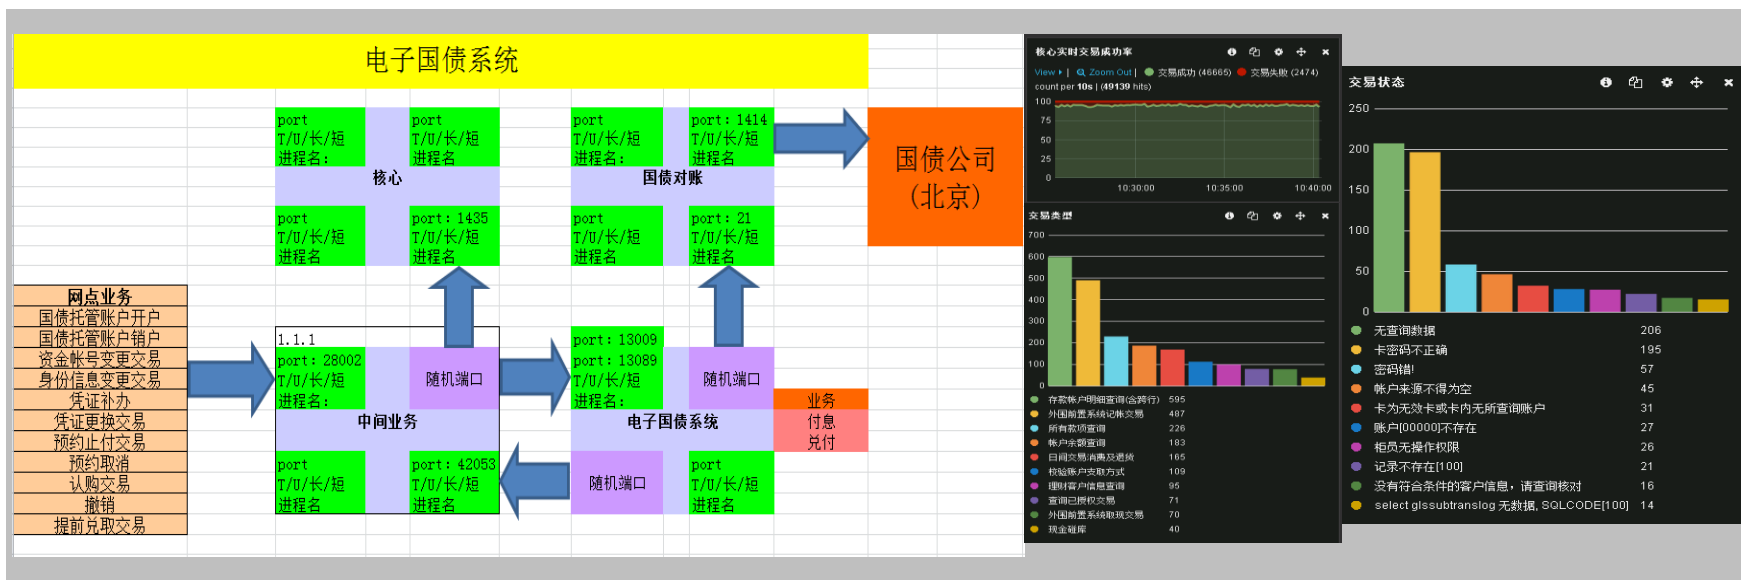 电子国债系统
port
T/U/长/短
进程名:
port
T/U/长/短
进程名
核心
port
T/U/长/短
进程名
port：1435
T/U/长/短
进程名
port
T/U/长/短
进程名:
port：1414
T/U/长/短
进程名
国债对账
port
T/U/长/短
进程名
port：21
T/U/长/短
进程名
国债公司
(北京)
网点业务
国债托管账户开户
国债托管账户销户
资金帐号变更交易
身份信息变更交易
凭证补办
凭证更换交易
预约止付交易
预约取消
认购交易
撤销
提前兑取交易
1.1.1
port：28002
T/U/长/短
进程名:
随机端口
中间业务
port
T/U/长/短
进程名
port：42053
T/U/长/短
进程名
port：13009
port：13089
T/U/长/短
进程名:
随机端口
电子国债系统
随机端口
port
T/U/长/短
进程名
业务
付息
兑付
核心实时交易成功率
View | Zoom Out | 交易成功 (46665) 交易失败 (2474)
count per 10s | (49139 hits)
100
75
50
25
0
10:30:00 10:35:00 10:40:00
交易类型
700
600
500
400
300
200
100
0
存款帐户明细查询(含跨行) 595
外围前置系统记帐交易 487
所有款项查询 226
帐户余额查询 183
日间交易消费及退货 165
校验账户支取方式 109
理财客户信息查询 95
查询已授权交易 71
外围前置系统取现交易 70
现金碰库 40
交易状态
250
200
150
100
50
0
无查询数据 206
卡密码不正确 195
密码错! 57
帐户来源不得为空 45
卡为无效卡或卡内无所查询账户 31
账户[00000]不存在 27
柜员无操作权限 26
记录不存在[100] 21
没有符合条件的客户信息，请查询核对 16
select glssubtranslog 无数据, SQLCODE[100] 14